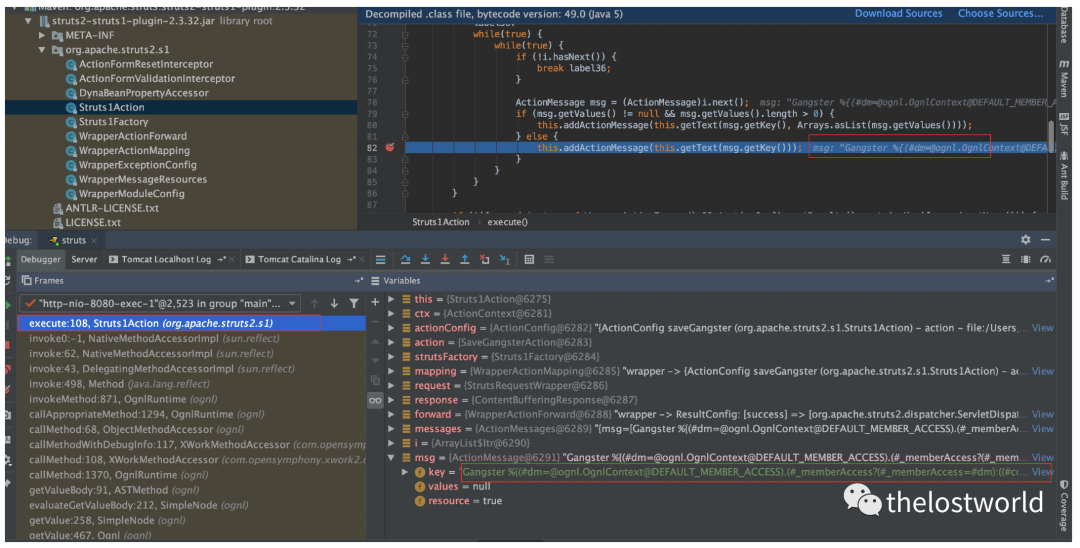 Maven: org.apache.struts:struts2-struts1-plugin:2.3.32
struts2-struts1-plugin-2.3.32.jar library root
META-INF
org.apache.struts2.s1
ActionFormResetInterceptor
ActionFormValidationInterceptor
DynaBeanPropertyAccessor
Struts1Action
Struts1Factory
WrapperActionForward
WrapperActionMapping
WrapperExceptionConfig
WrapperMessageResources
WrapperModuleConfig
ANTLR-LICENSE.txt
LICENSE.txt
Decompiled .class file, bytecode version: 49.0 (Java 5)
Download Sources
Choose Sources...
72 while(true) {
73 while(true) {
74 if (!i.hasNext()) {
75 break label36;
76 }
77
78 ActionMessage msg = (ActionMessage)i.next(); msg: "Gangster %{(#dm=@ognl.OgnlContext@DEFAULT_MEMBER_A
79 if (msg.getValues() != null && msg.getValues().length > 0) {
80 this.addActionMessage(this.getText(msg.getKey(), Arrays.asList(msg.getValues())));
81 } else {
82 this.addActionMessage(this.getText(msg.getKey())); msg: "Gangster %{(#dm=@ognl.OgnlContext@DEFA
83 }
84 }
85 }
86 }
87
Struts1Action
execute()
Database
Maven
JSF
Ant Build
Coverage
Debug:
struts
Debugger
Server
Tomcat Localhost Log
Tomcat Catalina Log
Frames
"http-nio-8080-exec-1"@2,523 in group "main"...
execute:108, Struts1Action (org.apache.struts2.s1)
invoke0:-1, NativeMethodAccessorImpl (sun.reflect)
invoke:62, NativeMethodAccessorImpl (sun.reflect)
invoke:43, DelegatingMethodAccessorImpl (sun.reflect)
invoke:498, Method (java.lang.reflect)
invokeMethod:871, OgnlRuntime (ognl)
callAppropriateMethod:1294, OgnlRuntime (ognl)
callMethod:68, ObjectMethodAccessor (ognl)
callMethodWithDebugInfo:117, XWorkMethodAccessor (com.opensymp
callMethod:108, XWorkMethodAccessor (com.opensymphony.xwork2.c
callMethod:1370, OgnlRuntime (ognl)
getValueBody:91, ASTMethod (ognl)
evaluateGetValueBody:212, SimpleNode (ognl)
getValue:258, SimpleNode (ognl)
getValue:467, Ognl (ognl)
Variables
this = {Struts1Action@6275}
ctx = {ActionContext@6281}
actionConfig = {ActionConfig@6282} "{ActionConfig saveGangster (org.apache.struts2.s1.Struts1Action) - action - file:/Users,... View
action = {SaveGangsterAction@6283}
strutsFactory = {Struts1Factory@6284}
mapping = {WrapperActionMapping@6285} "wrapper -> {ActionConfig saveGangster (org.apache.struts2.s1.Struts1Action) - ac... View
request = {StrutsRequestWrapper@6286}
response = {ContentBufferingResponse@6287}
forward = {WrapperActionForward@6288} "wrapper -> ResultConfig: [success] => [org.apache.struts2.dispatcher.ServletDispat... View
messages = {ActionMessages@6289} "{msg=[Gangster %{(#dm=@ognl.OgnlContext@DEFAULT_MEMBER_ACCESS).(#_memberAc... View
i = {ArrayList$Itr@6290}
msg = {ActionMessage@6291} "Gangster %{(#dm=@ognl.OgnlContext@DEFAULT_MEMBER_ACCESS).(#_memberAccess?(#_mem... View
key = "Gangster %{(#dm=@ognl.OgnlContext@DEFAULT_MEMBER_ACCESS).(#_memberAccess?(#_memberAccess=#dm):((#co... View
values = null
resource = true
thelostworld